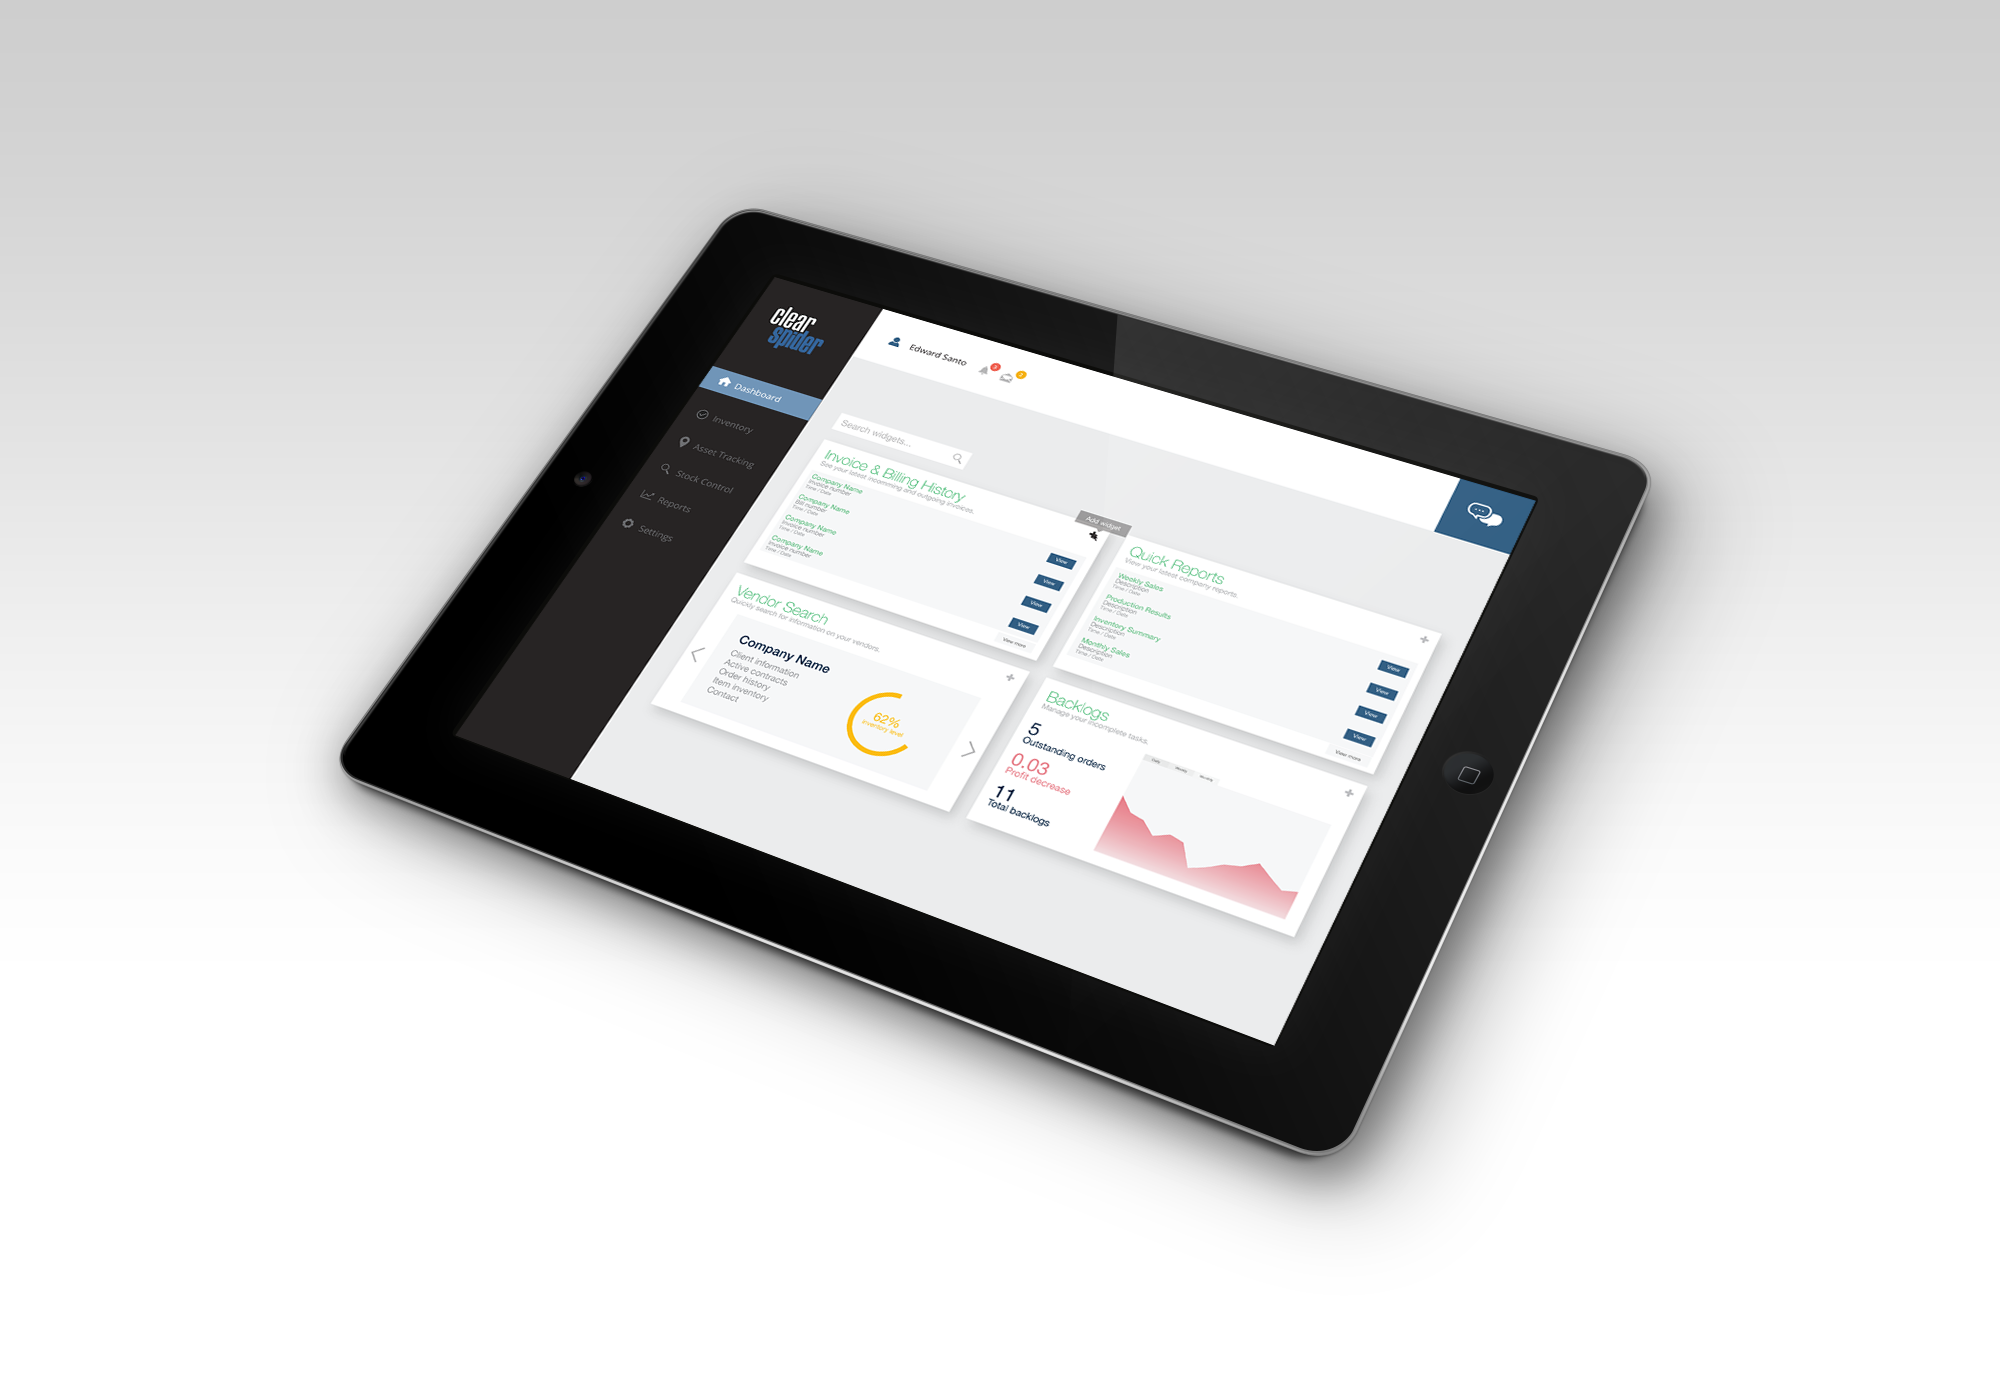 clear
spider
Dashboard
Inventory
Asset Tracking
Stock Control
Reports
Settings
Edward Santo
Search widgets...
Invoice & Billing History
See your latest incomming and outgoing invoices.
Company Name
Invoice number
Time / Date
Company Name
Bill number
Time / Date
Company Name
Invoice number
Time / Date
Company Name
Invoice number
Time / Date
View
View
View
View
View more
Add widget
Quick Reports
View your latest company reports.
Weekly Sales
Description
Time / Date
Production Results
Description
Time / Date
Inventory Summary
Description
Time / Date
Monthly Sales
Description
Time / Date
View
View
View
View
View more
Vendor Search
Quickly search for information on your vendors.
Company Name
Client information
Active contracts
Order history
Item inventory
Contact
62%
Inventory level
Backlogs
Manage your incomplete tasks.
5
Outstanding orders
0.03
Profit decrease
11
Total backlogs